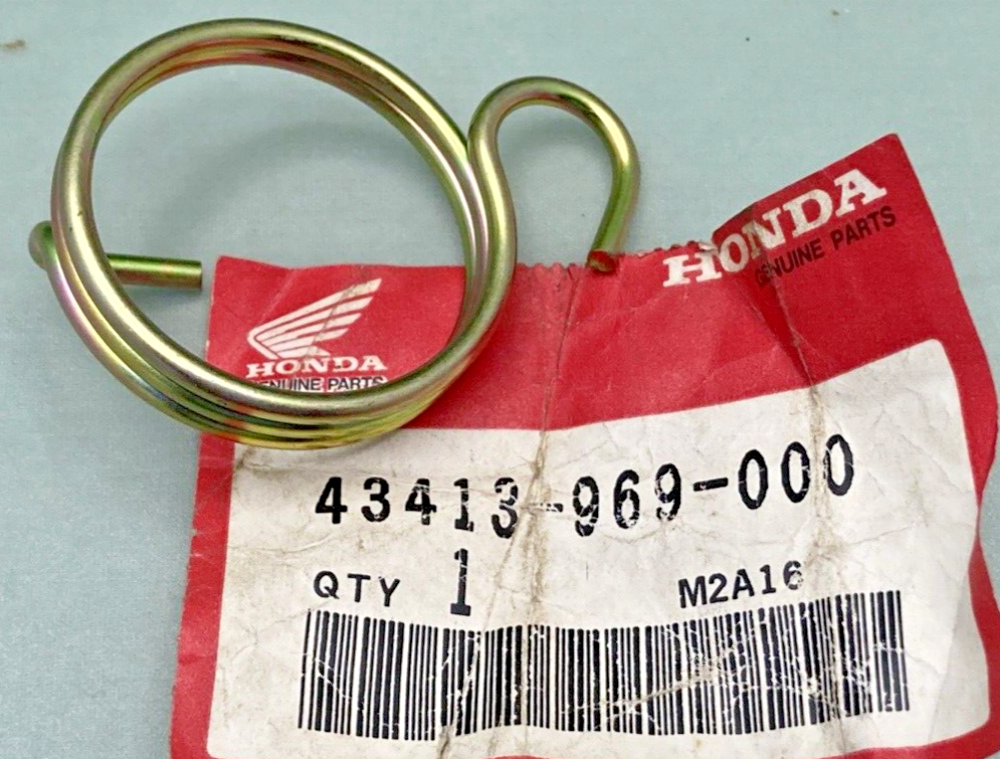 HONDA
GENUINE PARTS
HONDA
GENUINE PARTS
43413-969-000
QTY 1 M2A16